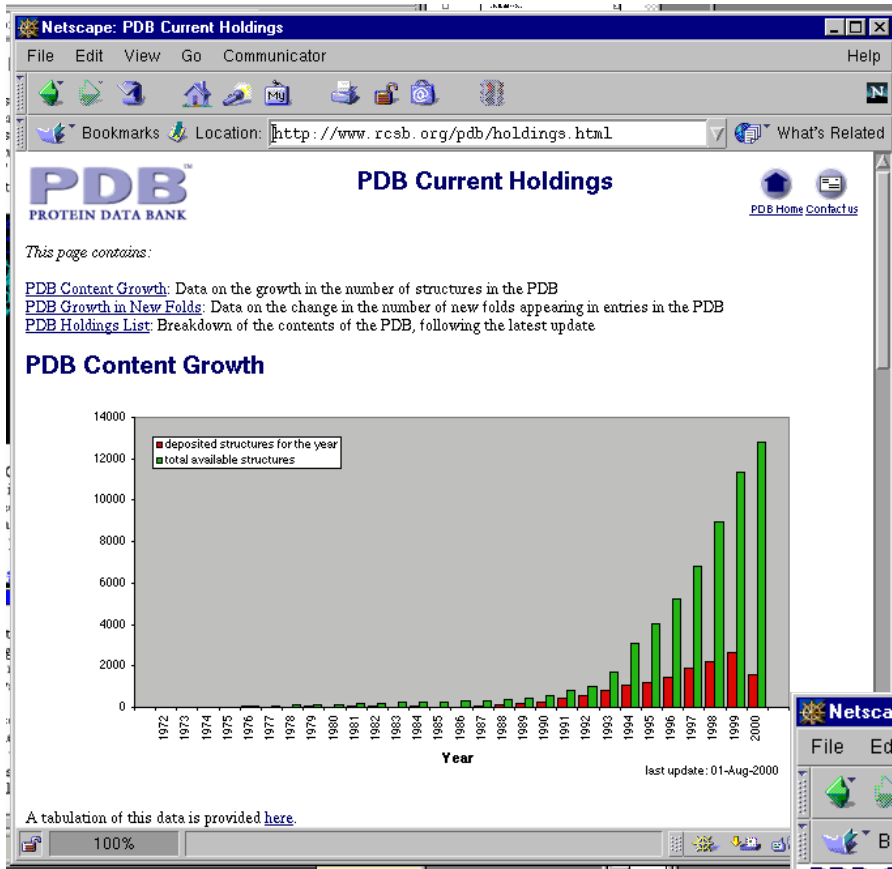 Netscape: PDB Current Holdings
File Edit View Go Communicator Help
My
N
Bookmarks Location: http://www.rcsb.org/pdb/holdings.html What's Related
PDB™
PROTEIN DATA BANK
PDB Current Holdings
PDB Home Contact us
This page contains:
PDB Content Growth: Data on the growth in the number of structures in the PDB
PDB Growth in New Folds: Data on the change in the number of new folds appearing in entries in the PDB
PDB Holdings List: Breakdown of the contents of the PDB, following the latest update
PDB Content Growth
14000
12000
10000
8000
6000
4000
2000
0
deposited structures for the year
total available structures
1972 1973 1974 1975 1976 1977 1978 1979 1980 1981 1982 1983 1984 1985 1986 1987 1988 1989 1990 1991 1992 1993 1994 1995 1996 1997 1998 1999 2000
Year
last update: 01-Aug-2000
A tabulation of this data is provided here.
100%
Netsca
File Ed
B